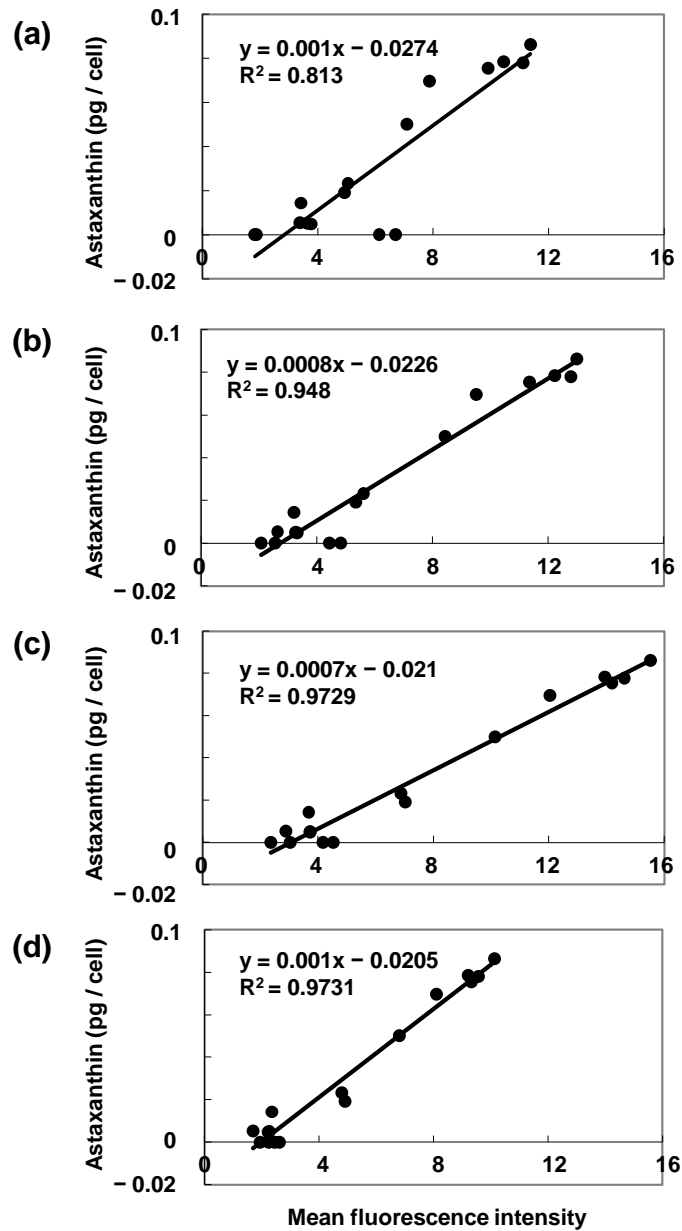 (a)
Astaxanthin (pg / cell)
0.1
y = 0.001x − 0.0274
R² = 0.813
0
− 0.02
0 4 8 12 16
(b)
Astaxanthin (pg / cell)
0.1
y = 0.0008x − 0.0226
R² = 0.948
0
− 0.02
0 4 8 12 16
(c)
Astaxanthin (pg / cell)
0.1
y = 0.0007x − 0.021
R² = 0.9729
0
− 0.02
0 4 8 12 16
(d)
Astaxanthin (pg / cell)
0.1
y = 0.001x − 0.0205
R² = 0.9731
0
− 0.02
0 4 8 12 16
Mean fluorescence intensity